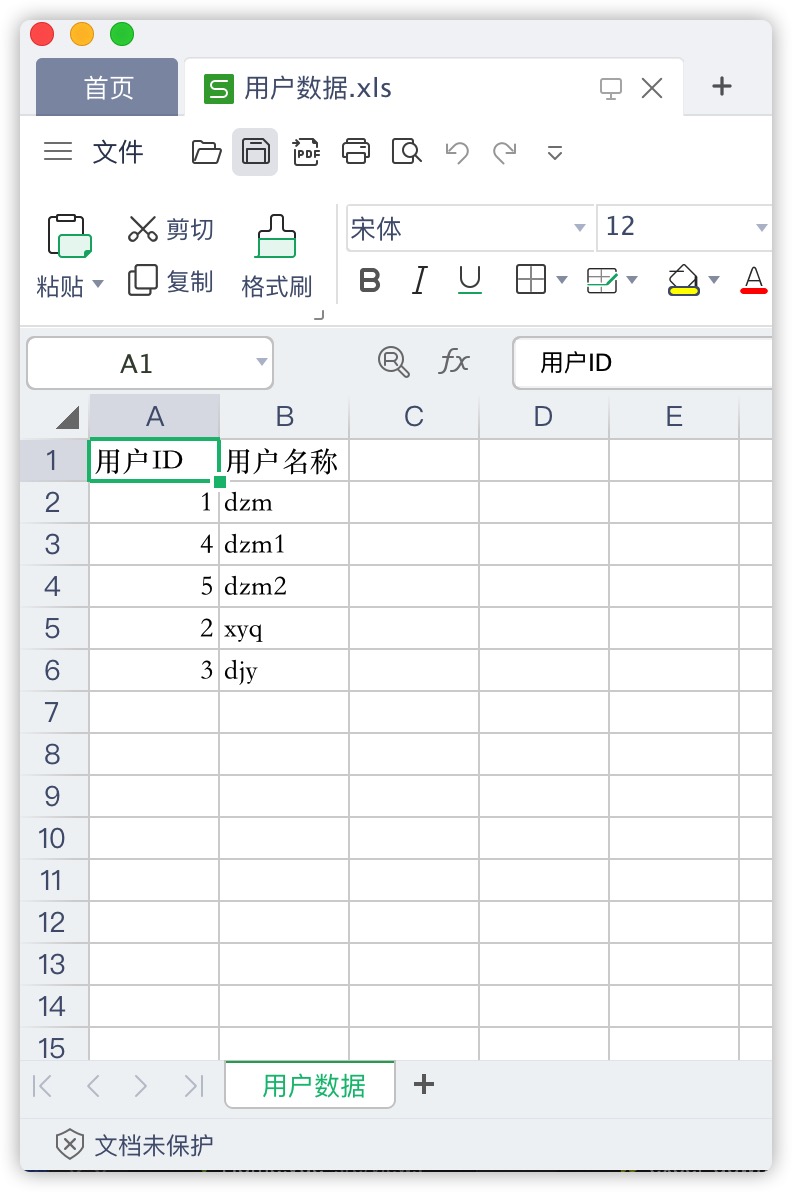 首页 用户数据.xls
文件 PDF
剪切 宋体 12
粘贴 复制 格式刷 B I U A
A1 R fx 用户ID
A B C D E
1 用户ID 用户名称
2 1 dzm
3 4 dzm1
4 5 dzm2
5 2 xyq
6 3 djy
7
8
9
10
11
12
13
14
15
用户数据
文档未保护